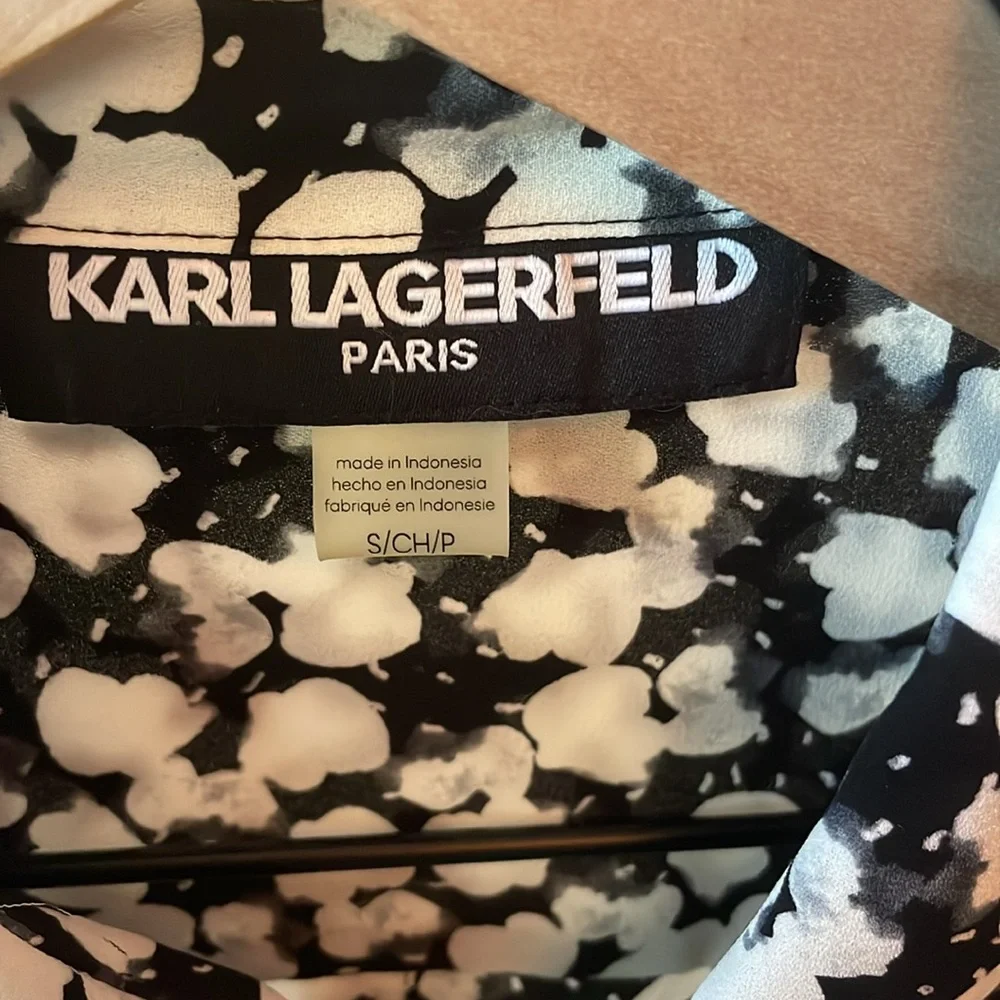 KARL LAGERFELD
PARIS
made in Indonesia
hecho en Indonesia
fabriqué en Indonesie
S/CH/P